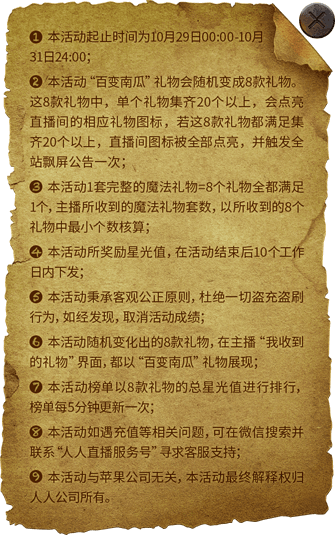 ❶ 本活动起止时间为10月29日00:00-10月
31日24:00；
❷ 本活动“百变南瓜”礼物会随机变成8款礼物。
这8款礼物中，单个礼物集齐20个以上，会点亮
直播间的相应礼物图标，若这8款礼物都满足集
齐20个以上，直播间图标被全部点亮，并触发全
站飘屏公告一次；
❸ 本活动1套完整的魔法礼物=8个礼物全都满足
1个，主播所收到的魔法礼物套数，以所收到的8个
礼物中最小个数核算；
❹ 本活动所奖励星光值，在活动结束后10个工作
日内下发；
❺ 本活动秉承客观公正原则，杜绝一切盗充盗刷
行为，如经发现，取消活动成绩；
❻ 本活动随机变化出的8款礼物，在主播“我收到
的礼物”界面，都以“百变南瓜”礼物展现；
❼ 本活动榜单以8款礼物的总星光值进行排行，
榜单每5分钟更新一次；
❽ 本活动如遇充值等相关问题，可在微信搜索并
联系“人人直播服务号”寻求客服支持；
❾ 本活动与苹果公司无关，本活动最终解释权归
人人公司所有。